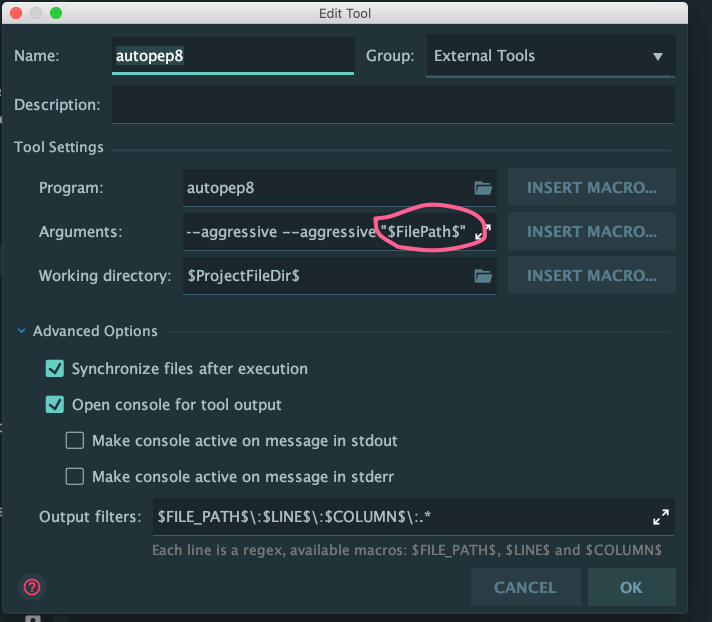 Edit Tool
Name: autopep8 Group: External Tools
Description:
Tool Settings
Program: autopep8 INSERT MACRO...
Arguments: --aggressive --aggressive "$FilePath$" INSERT MACRO...
Working directory: $ProjectFileDir$ INSERT MACRO...
Advanced Options
Synchronize files after execution
Open console for tool output
Make console active on message in stdout
Make console active on message in stderr
Output filters: $FILE_PATH$\:$LINE$\:$COLUMN$\:.*
Each line is a regex, available macros: $FILE_PATH$, $LINE$ and $COLUMN$
? CANCEL OK